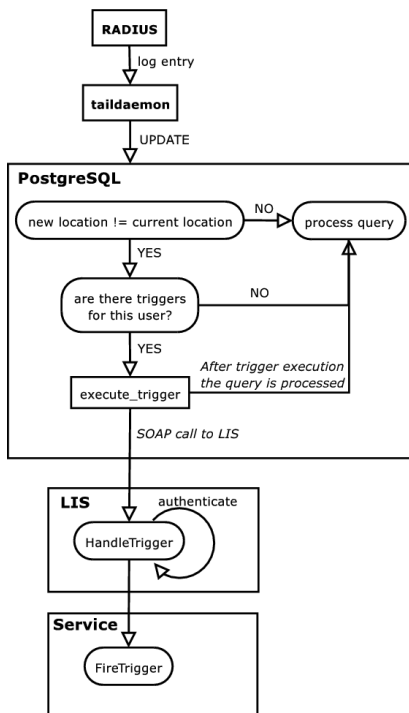 RADIUS
log entry
taildaemon
UPDATE
PostgreSQL
new location != current location
NO
process query
YES
are there triggers
for this user?
NO
YES
After trigger execution
the query is processed
execute_trigger
SOAP call to LIS
LIS
authenticate
HandleTrigger
Service
FireTrigger